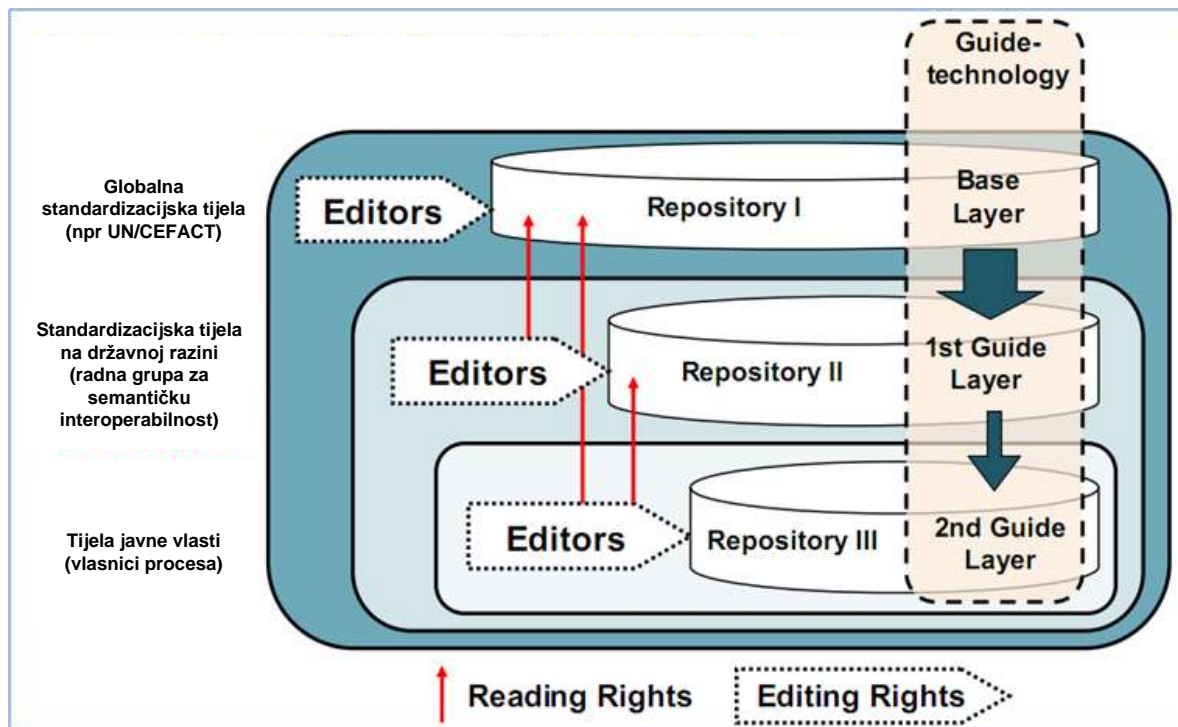 Guide-
technology
Globalna
standardizacijska tijela
(npr UN/CEFACT)
Editors
Repository I
Base
Layer
Standardizacijska tijela
na državnoj razini
(radna grupa za
semantičku
interoperabilnost)
Editors
Repository II
1st Guide
Layer
Tijela javne vlasti
(vlasnici procesa)
Editors
Repository III
2nd Guide
Layer
Reading Rights
Editing Rights